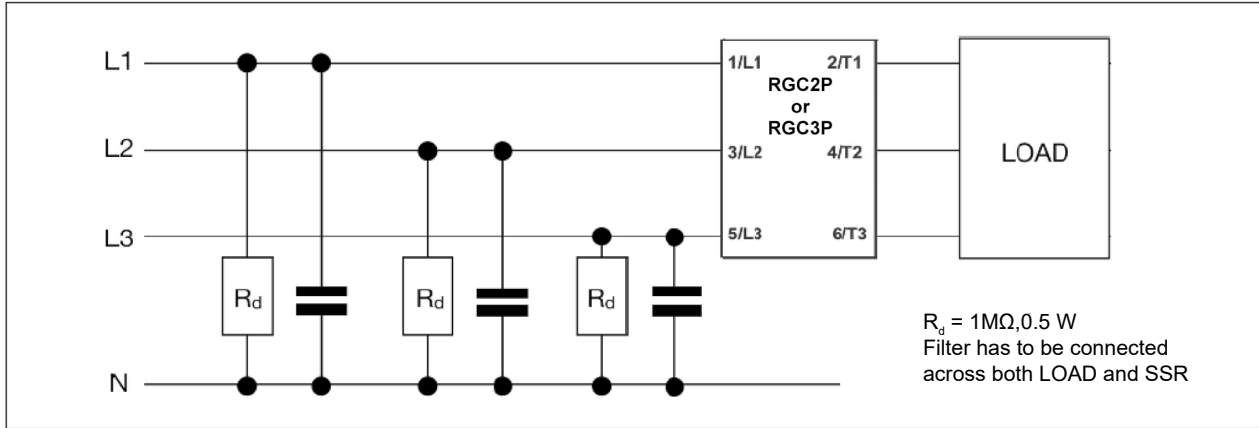 L1
1/L1 2/T1
RGC2P
or
RGC3P
L2
3/L2 4/T2
LOAD
L3
5/L3 6/T3
Rd
Rd
Rd
N
Rd = 1MΩ,0.5 W
Filter has to be connected
across both LOAD and SSR